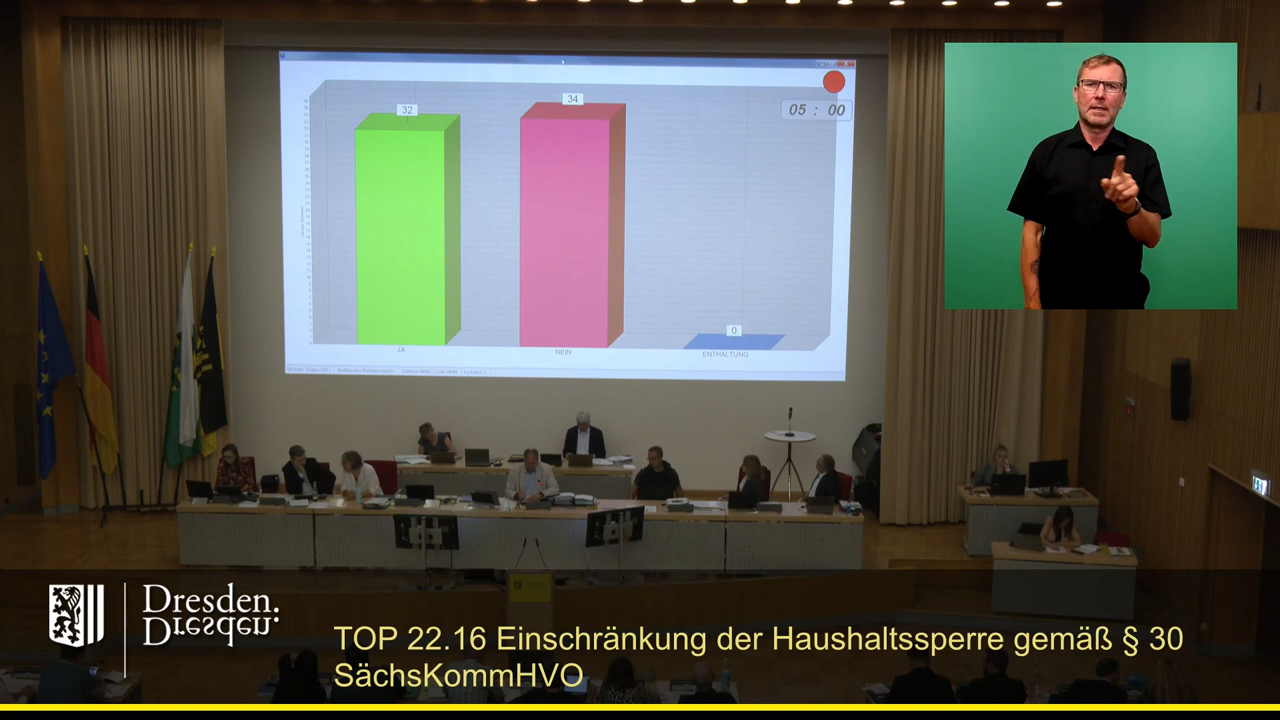 32
34
05 : 00
0
JA
NEIN
ENTHALTUNG
Dresden.
Dresden.
TOP 22.16 Einschränkung der Haushaltssperre gemäß § 30
SächsKommHVO